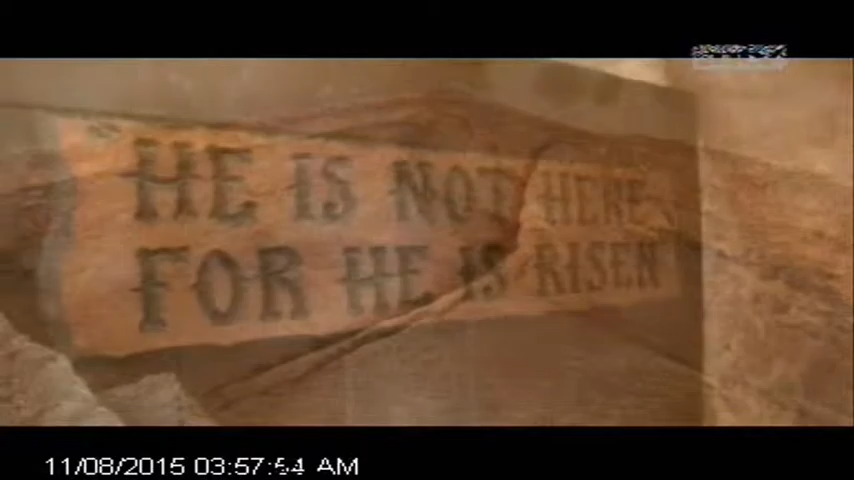 HE IS NOT HERE
FOR HE IS RISEN
11/08/2015 03:57:54 AM